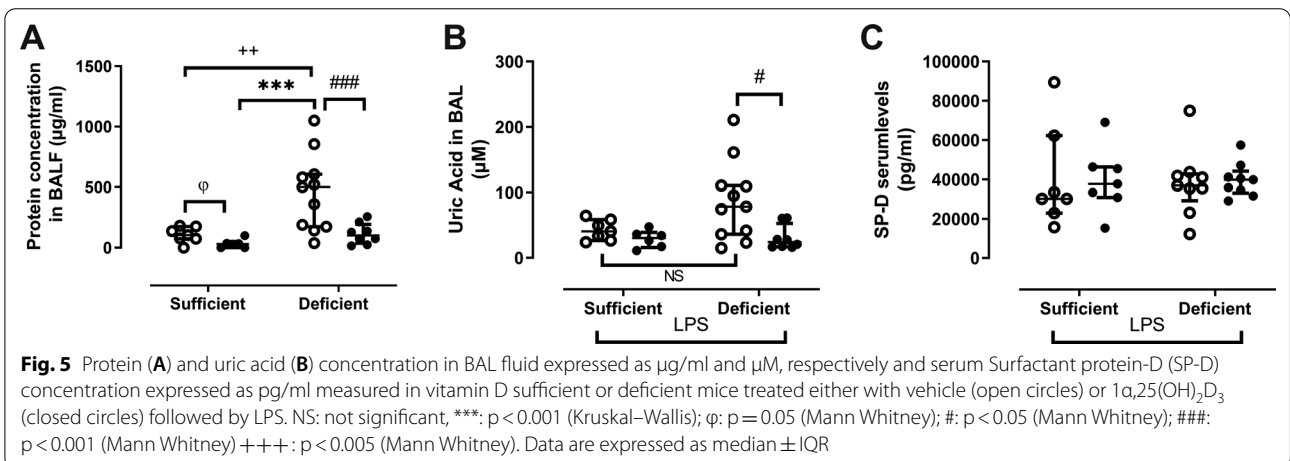 A
Protein concentration
in BALF (µg/ml)
1500
1000
500
0
++
***
###
φ
Sufficient
Deficient
B
Uric Acid in BAL
(µM)
300
200
100
0
#
NS
Sufficient
Deficient
LPS
C
SP-D serumlevels
(pg/ml)
100000
80000
60000
40000
20000
0
Sufficient
Deficient
LPS
Fig. 5 Protein (A) and uric acid (B) concentration in BAL fluid expressed as µg/ml and µM, respectively and serum Surfactant protein-D (SP-D)
concentration expressed as pg/ml measured in vitamin D sufficient or deficient mice treated either with vehicle (open circles) or 1α,25(OH)₂D₃
(closed circles) followed by LPS. NS: not significant, ***: p < 0.001 (Kruskal–Wallis); φ: p = 0.05 (Mann Whitney); #: p < 0.05 (Mann Whitney); ###:
p < 0.001 (Mann Whitney) +++: p < 0.005 (Mann Whitney). Data are expressed as median ± IQR